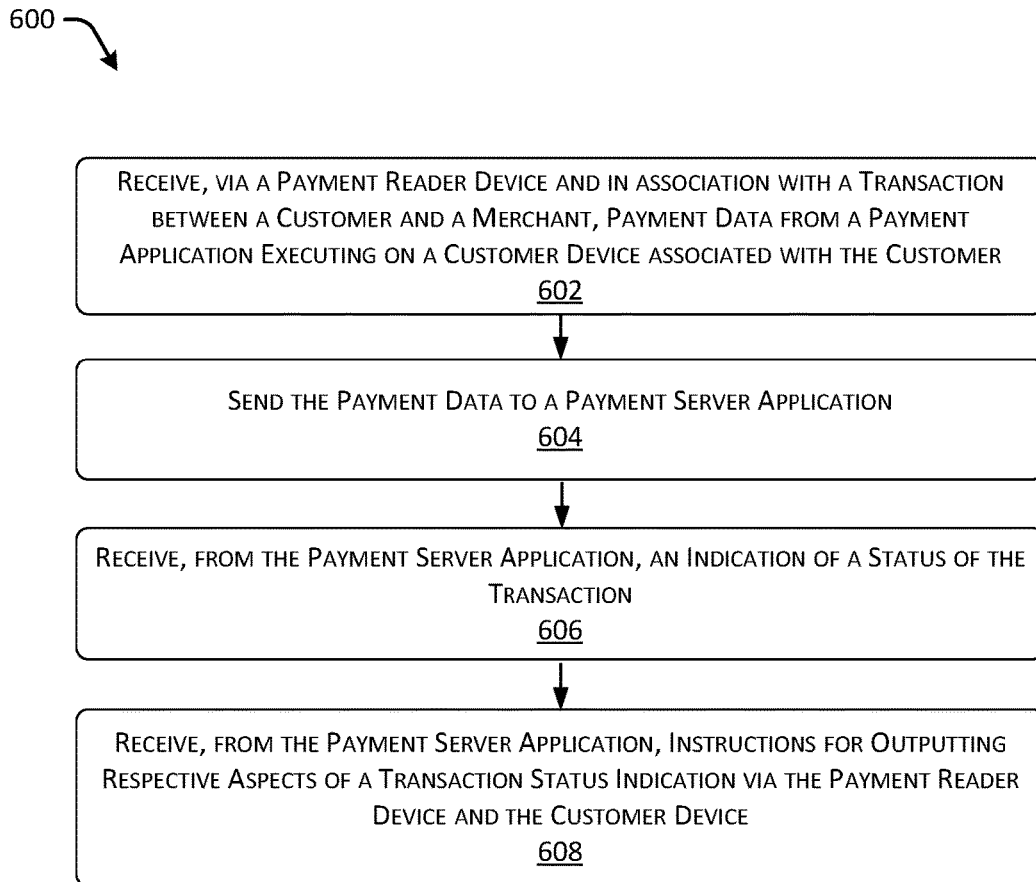 600
RECEIVE, VIA A PAYMENT READER DEVICE AND IN ASSOCIATION WITH A TRANSACTION
BETWEEN A CUSTOMER AND A MERCHANT, PAYMENT DATA FROM A PAYMENT
APPLICATION EXECUTING ON A CUSTOMER DEVICE ASSOCIATED WITH THE CUSTOMER
602
SEND THE PAYMENT DATA TO A PAYMENT SERVER APPLICATION
604
RECEIVE, FROM THE PAYMENT SERVER APPLICATION, AN INDICATION OF A STATUS OF THE
TRANSACTION
606
RECEIVE, FROM THE PAYMENT SERVER APPLICATION, INSTRUCTIONS FOR OUTPUTTING
RESPECTIVE ASPECTS OF A TRANSACTION STATUS INDICATION VIA THE PAYMENT READER
DEVICE AND THE CUSTOMER DEVICE
608